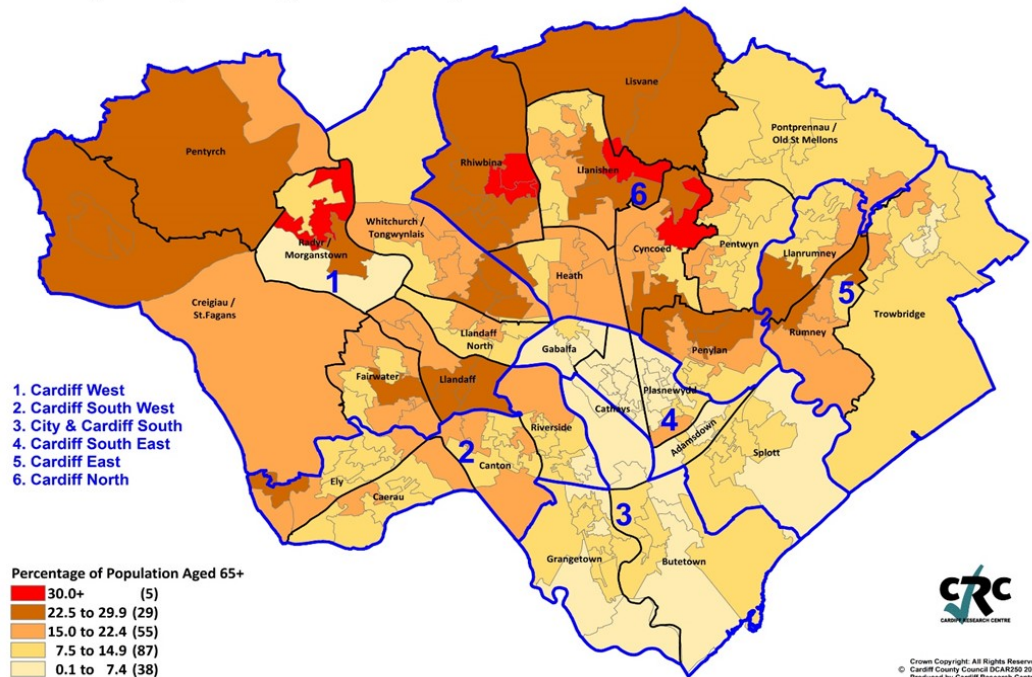 Lisvane
Pontprennau /
Old St Mellons
Pentyrch
Rhiwbina
Llanishen
6
Whitchurch /
Tongwynlais
Radyr /
Morganstown
1
Cyncoed
Pentwyn
Llanrumney
Heath
5
Creigiau /
St.Fagans
Trowbridge
Rumney
Llandaff
North
Gabalfa
Penylan
Fairwater
Llandaff
Plasnewydd
Cathays
4
Riverside
Adamsdown
2
Canton
Splott
Ely
Caerau
3
Grangetown
Butetown
1. Cardiff West
2. Cardiff South West
3. City & Cardiff South
4. Cardiff South East
5. Cardiff East
6. Cardiff North
Percentage of Population Aged 65+
30.0+ (5)
22.5 to 29.9 (29)
15.0 to 22.4 (55)
7.5 to 14.9 (87)
0.1 to 7.4 (38)
CRC
CARDIFF RESEARCH CENTRE
Crown Copyright: All Rights Reserve
© Cardiff County Council DCAR250 20